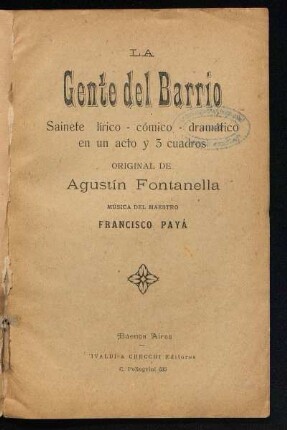 LA
Gente del Barrio
Sainete lírico - cómico - dramático
en un acto y 3 cuadros
ORIGINAL DE
Agustín Fontanella
MÚSICA DEL MAESTRO
FRANCISCO PAYÁ
Buenos Aires
Editores
C. Pellegrini